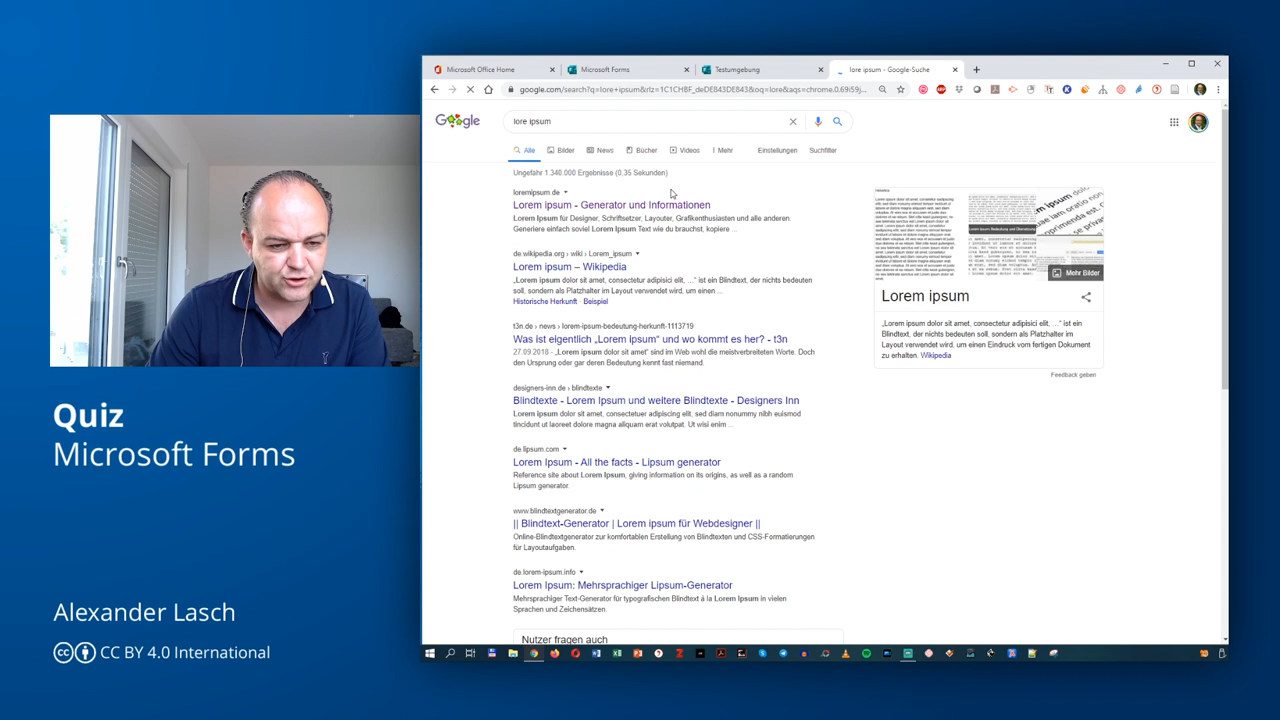 Microsoft Office Home
Microsoft Forms
Testumgebung
lore ipsum - Google-Suche
Google
lore ipsum
Alle
Bilder
News
Bücher
Videos
Mehr
Einstellungen
Suchfilter
Ungefähr 1.340.000 Ergebnisse (0,35 Sekunden)
loremipsum.de
Lorem ipsum - Generator und Informationen
Lorem Ipsum für Designer, Schriftsetzer, Layouter, Grafikenthusiasten und alle anderen.
Generiere einfach soviel Lorem Ipsum Text wie du brauchst, kopiere ...
de.wikipedia.org › wiki › Lorem_ipsum
Lorem ipsum – Wikipedia
„Lorem ipsum dolor sit amet, consectetur adipisici elit, …“ ist ein Blindtext, der nichts bedeuten
soll, sondern als Platzhalter im Layout verwendet wird, um einen ...
Historische Herkunft · Beispiel
t3n.de › news › lorem-ipsum-bedeutung-herkunft-1113719
Was ist eigentlich „Lorem ipsum“ und wo kommt es her? - t3n
27.09.2018 - „Lorem ipsum dolor sit amet“ sind im Web wohl die meistverbreiteten Worte. Doch
den Ursprung oder gar deren Bedeutung kennt fast niemand.
designers-inn.de › blindtexte
Blindtexte - Lorem Ipsum und weitere Blindtexte - Designers Inn
Lorem ipsum dolor sit amet, consectetuer adipiscing elit, sed diam nonummy nibh euismod
tincidunt ut laoreet dolore magna aliquam erat volutpat. Ut wisi enim ...
de.lipsum.com
Lorem Ipsum - All the facts - Lipsum generator
Reference site about Lorem Ipsum, giving information on its origins, as well as a random
Lipsum generator.
www.blindtextgenerator.de
|| Blindtext-Generator | Lorem ipsum für Webdesigner ||
Online-Blindtextgenerator zur komfortablen Erstellung von Blindtexten und CSS-Formatierungen
für Layoutaufgaben.
de.lorem-ipsum.info
Lorem Ipsum: Mehrsprachiger Lipsum-Generator
Mehrsprachiger Text-Generator für typografischen Blindtext á la Lorem Ipsum in vielen
Sprachen und Zeichensätzen.
Nutzer fragen auch
Mehr Bilder
Lorem ipsum
„Lorem ipsum dolor sit amet, consectetur adipisici elit, …“ ist ein
Blindtext, der nichts bedeuten soll, sondern als Platzhalter im
Layout verwendet wird, um einen Eindruck vom fertigen Dokument
zu erhalten. Wikipedia
Feedback geben
Quiz
Microsoft Forms
Alexander Lasch
CC BY 4.0 International